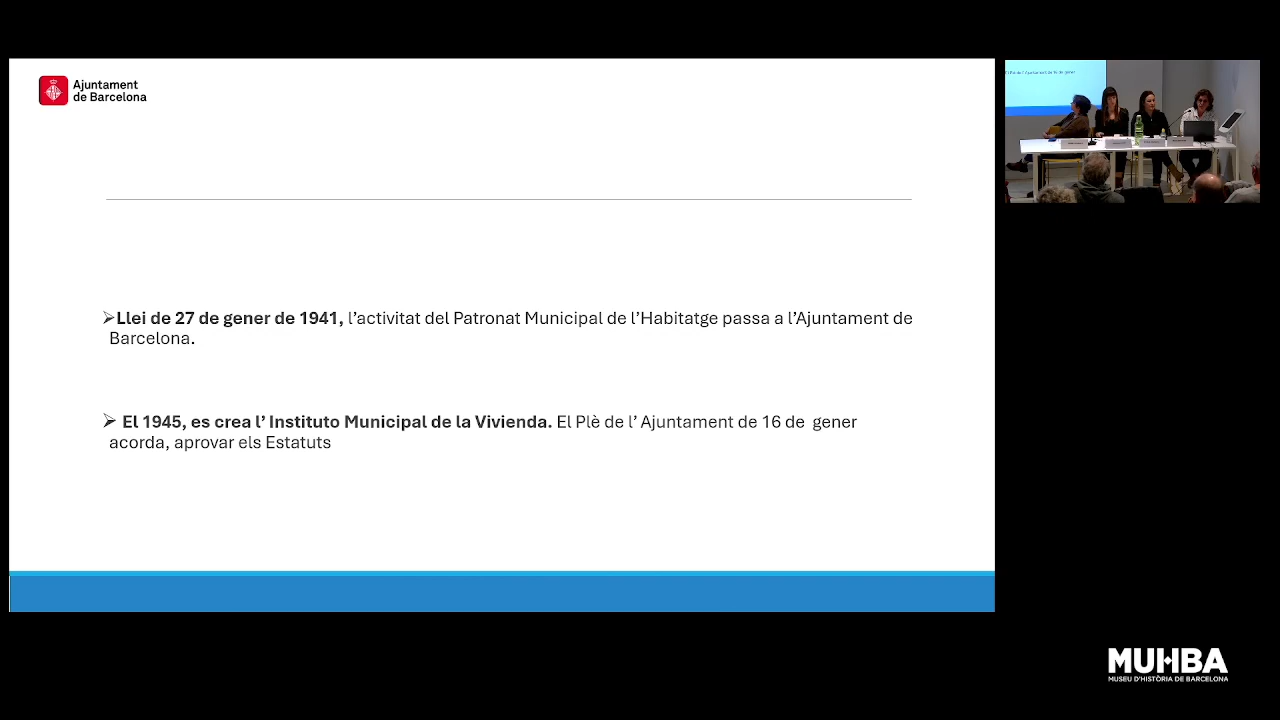 Ajuntament
de Barcelona
➢Llei de 27 de gener de 1941, l’activitat del Patronat Municipal de l’Habitatge passa a l’Ajuntament de
Barcelona.
➢ El 1945, es crea l’ Instituto Municipal de la Vivienda. El Plè de l’ Ajuntament de 16 de gener
acorda, aprovar els Estatuts
MUHBA
MUSEU D'HISTÒRIA DE BARCELONA